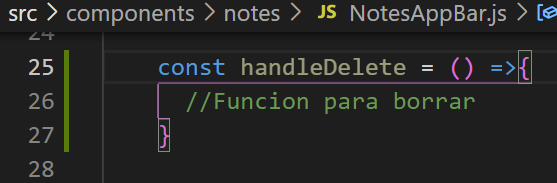 src > components > notes > JS NotesAppBar.js >
24
25 const handleDelete = () =>{
26 //Funcion para borrar
27 }
28